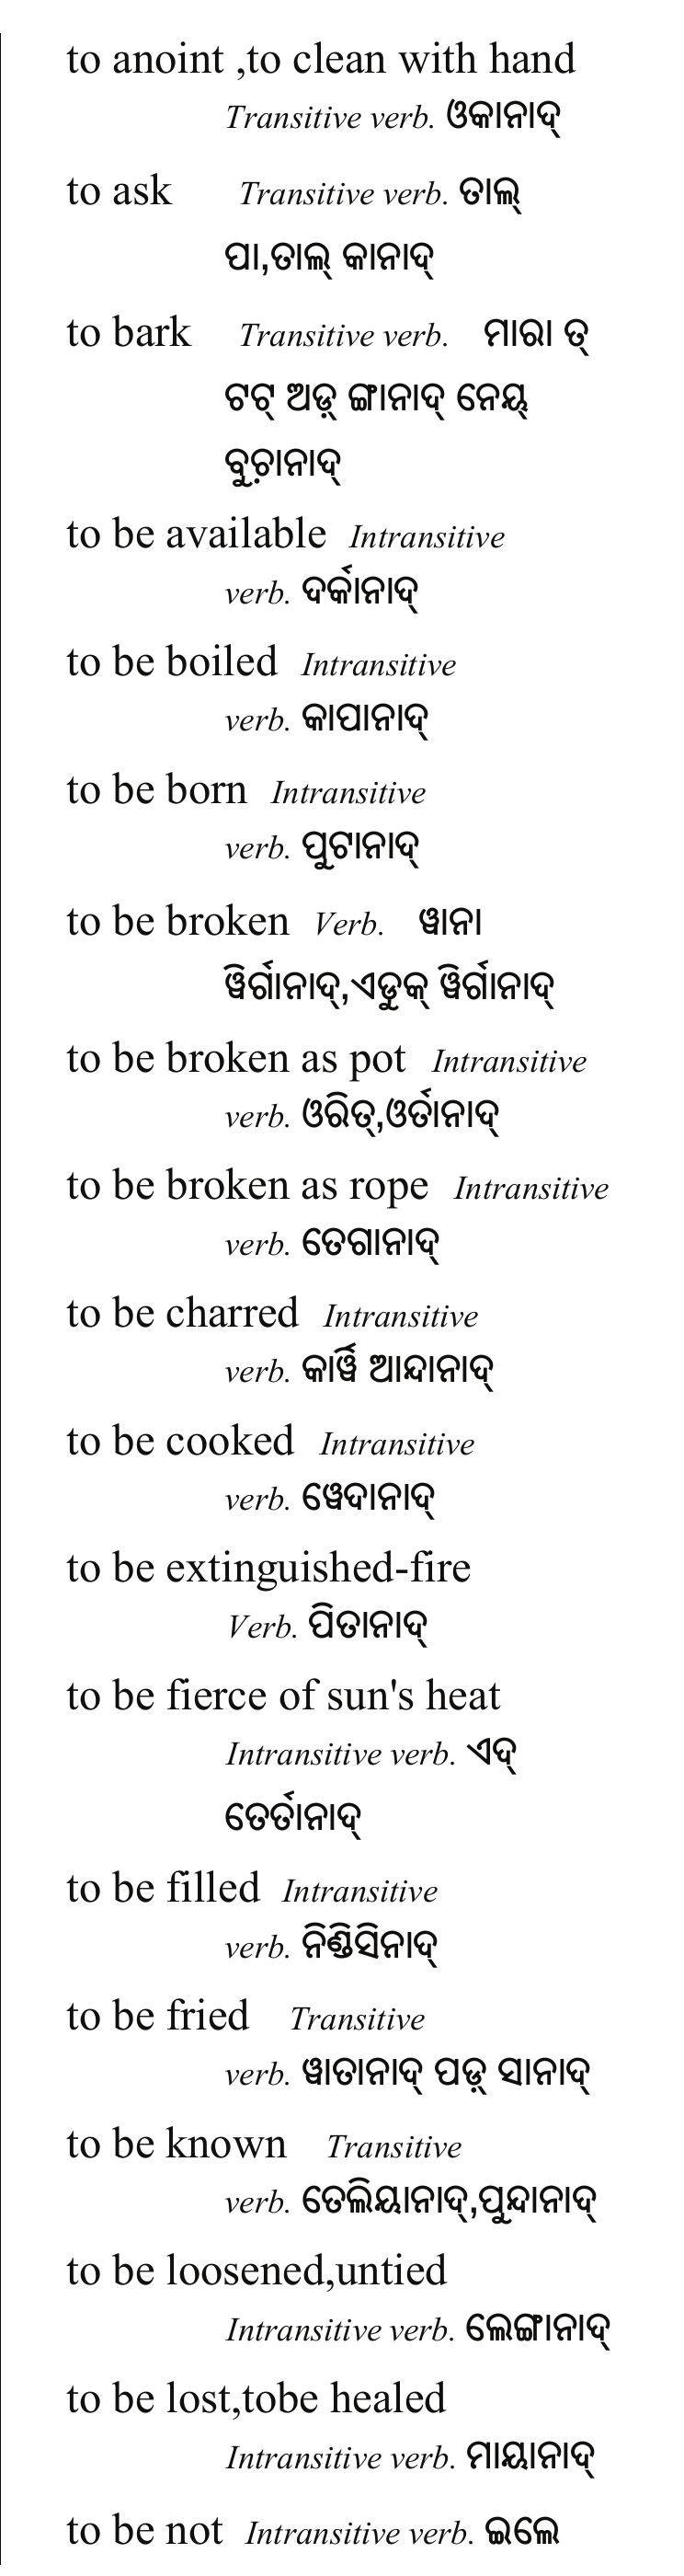 to anoint ,to clean with hand
Transitive verb. ଓକାନାଦ୍
to ask Transitive verb. ତାଲ୍
ପା,ତାଲ୍ କାନାଦ୍
to bark Transitive verb. ମାରା ତ୍
ଟଟ୍ ଅଡ଼୍ ଙ୍ଗାନାଦ୍ ନେୟ୍
ବୁଚ଼ାନାଦ୍
to be available Intransitive
verb. ଦର୍କାନାଦ୍
to be boiled Intransitive
verb. କାପାନାଦ୍
to be born Intransitive
verb. ପୁଟାନାଦ୍
to be broken Verb. ୱାନା
ୱିର୍ଗାନାଦ୍,ଏଡୁକ୍ ୱିର୍ଗାନାଦ୍
to be broken as pot Intransitive
verb. ଓରିତ୍,ଓର୍ତାନାଦ୍
to be broken as rope Intransitive
verb. ତେଗାନାଦ୍
to be charred Intransitive
verb. କାର୍ୱି ଆନ୍ଦାନାଦ୍
to be cooked Intransitive
verb. ୱେଦାନାଦ୍
to be extinguished-fire
Verb. ପିତାନାଦ୍
to be fierce of sun's heat
Intransitive verb. ଏଦ୍
ତେର୍ତାନାଦ୍
to be filled Intransitive
verb. ନିଣ୍ଡିସିନାଦ୍
to be fried Transitive
verb. ୱାତାନାଦ୍ ପଡ଼୍ ସାନାଦ୍
to be known Transitive
verb. ତେଲିୟାନାଦ୍,ପୁନ୍ଦାନାଦ୍
to be loosened,untied
Intransitive verb. ଲେଙ୍ଗାନାଦ୍
to be lost,tobe healed
Intransitive verb. ମାୟାନାଦ୍
to be not Intransitive verb. ଇଲେ